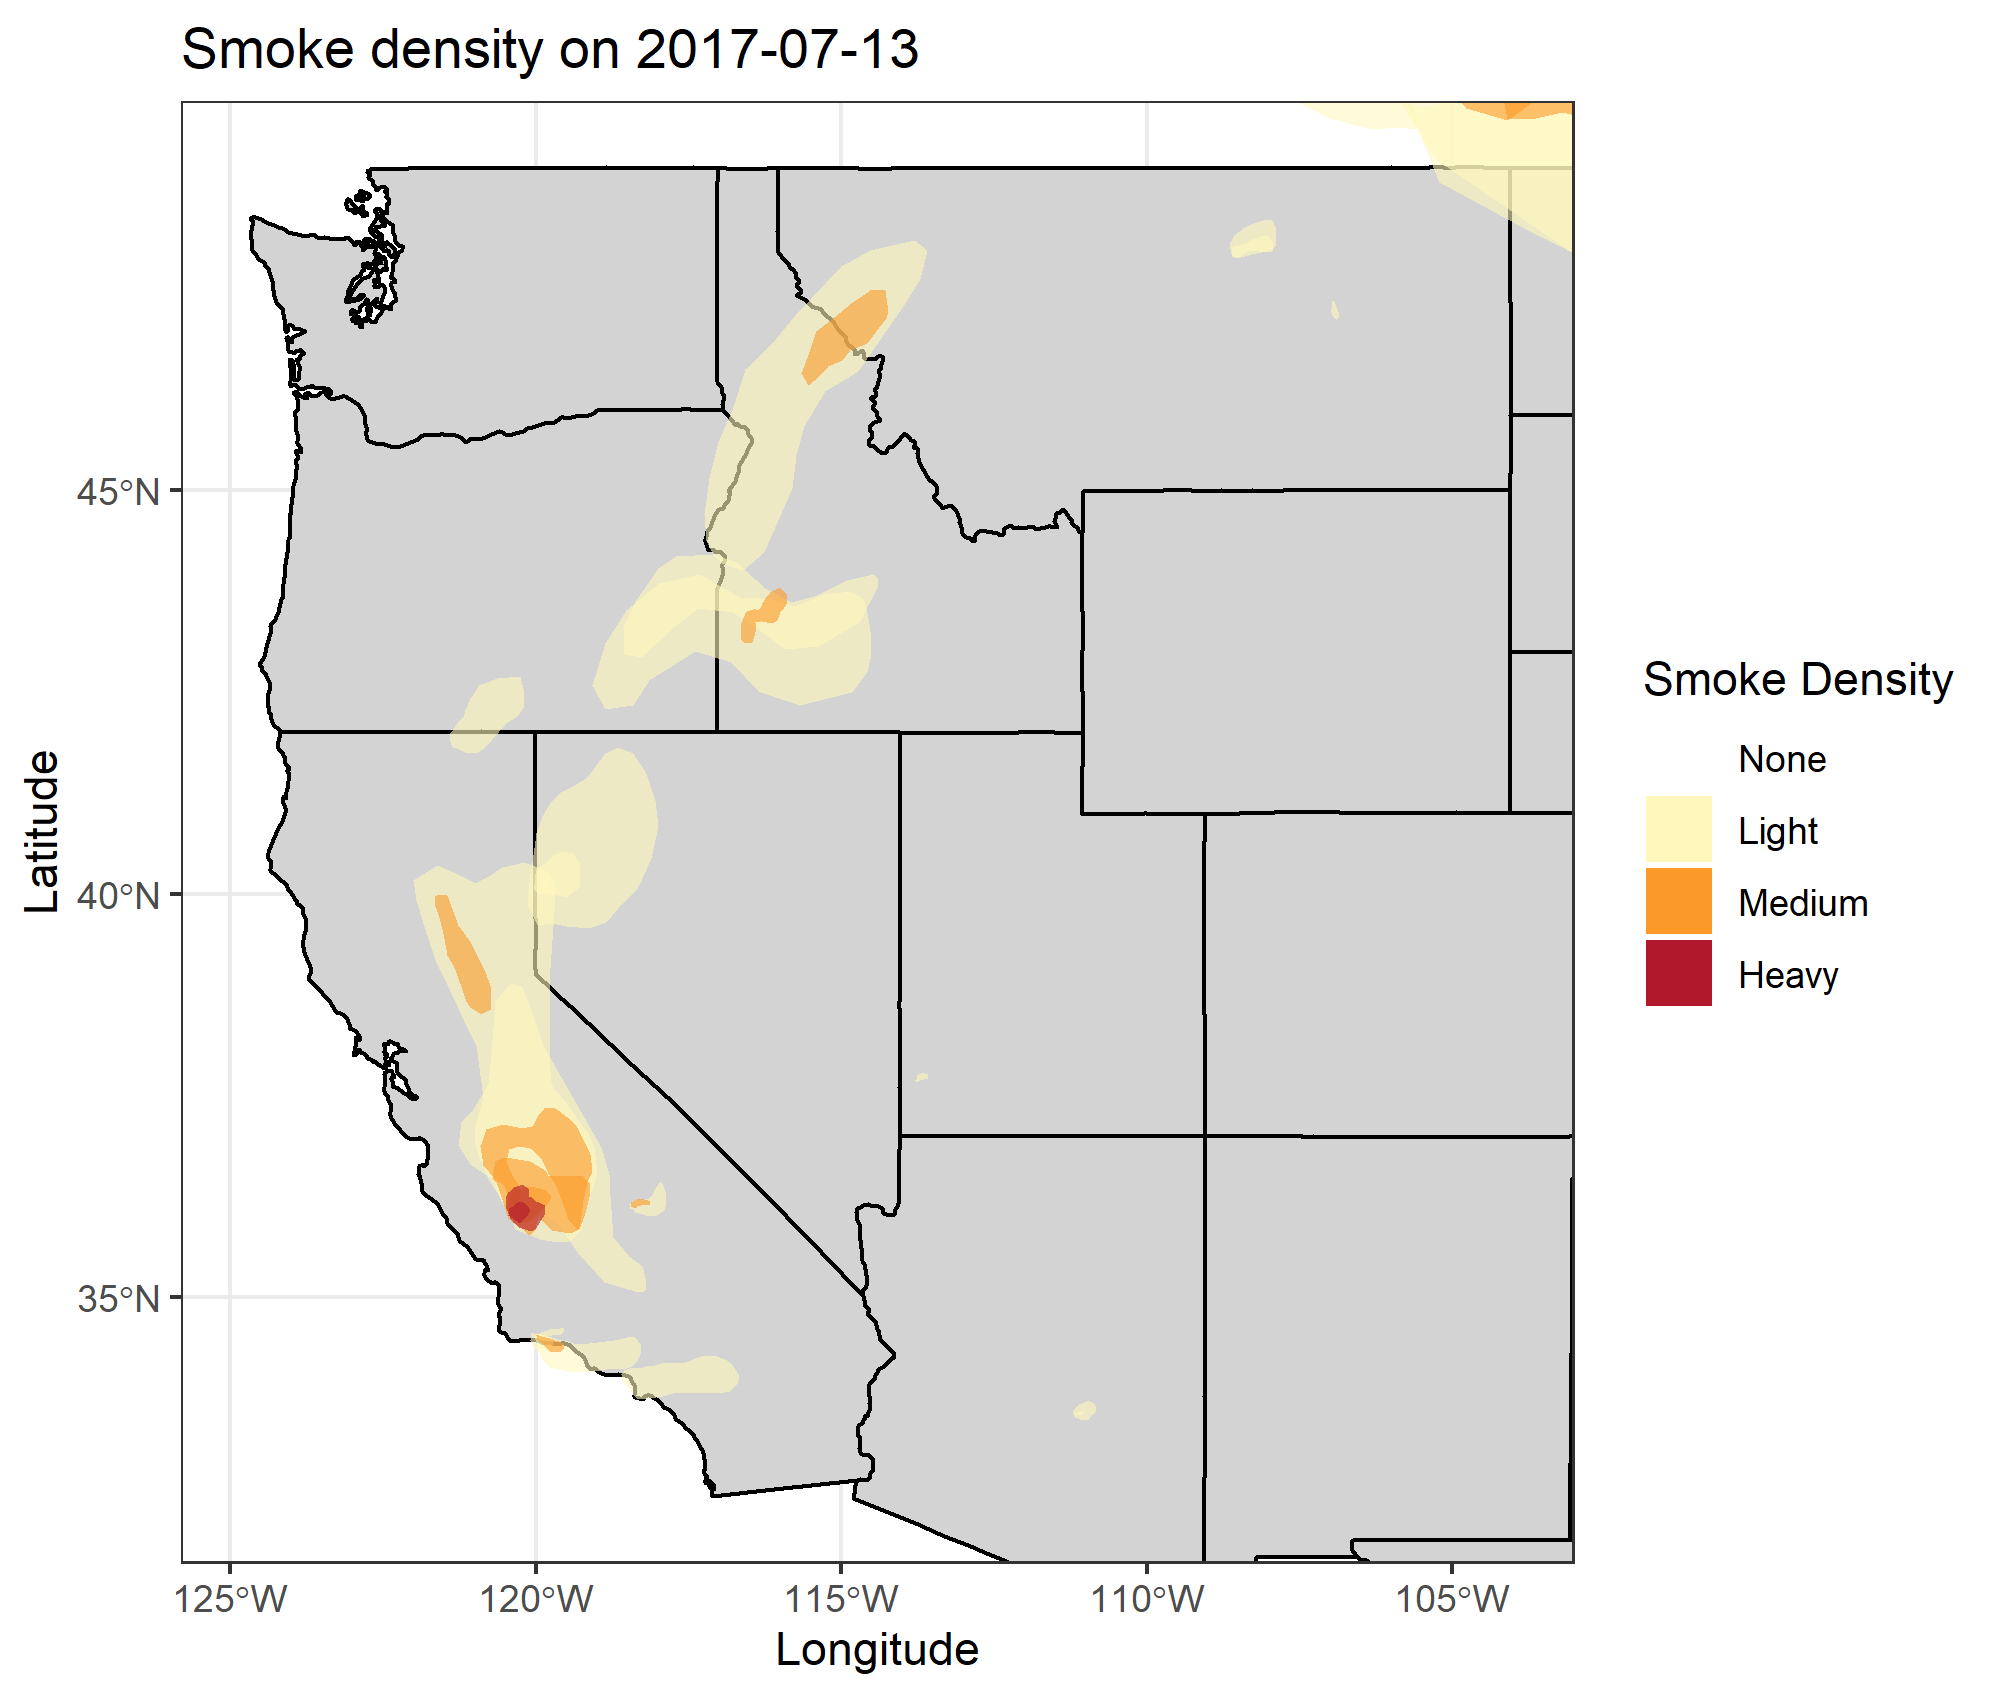 Smoke density on 2017-07-13
45°N
40°N
35°N
Latitude
125°W
120°W
115°W
110°W
105°W
Longitude
Smoke Density
None
Light
Medium
Heavy